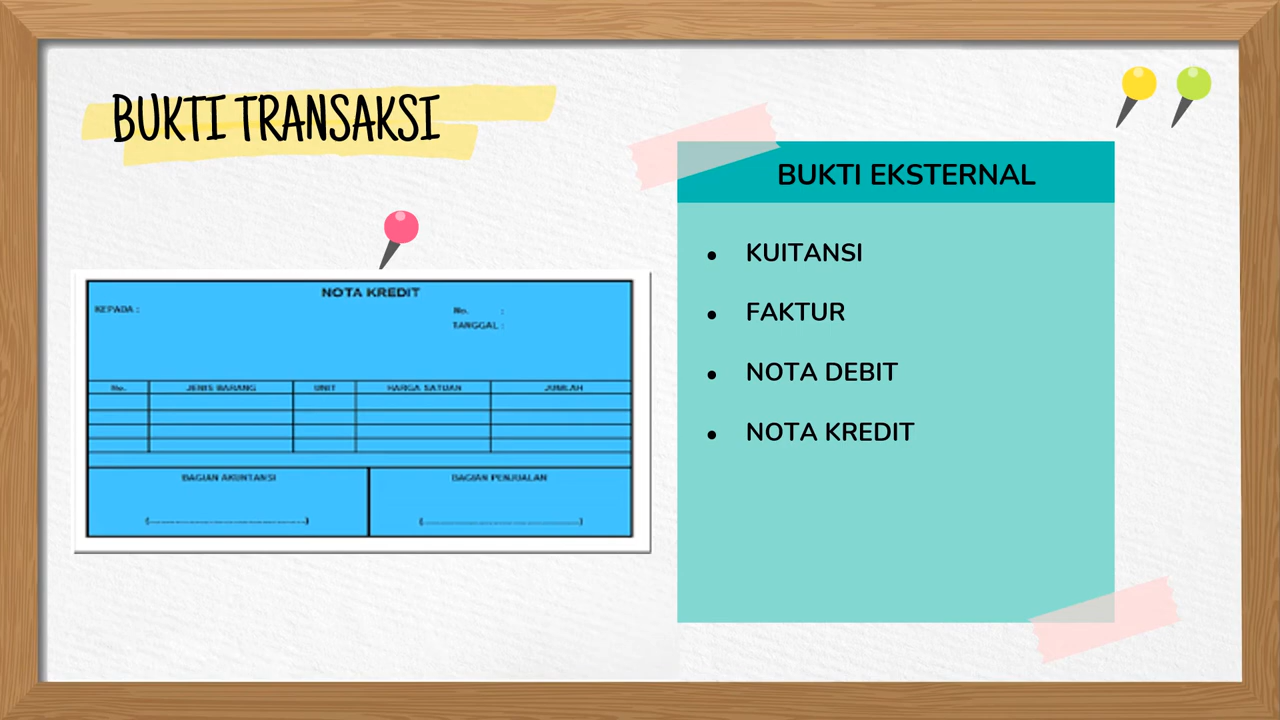 BUKTI TRANSAKSI
NOTA KREDIT
KEPADA :
No. :
TANGGAL :
No. JENIS BARANG UNIT HARGA SATUAN JUMLAH
BAGIAN AKUNTANSI BAGIAN PENJUALAN
BUKTI EKSTERNAL
• KUITANSI
• FAKTUR
• NOTA DEBIT
• NOTA KREDIT